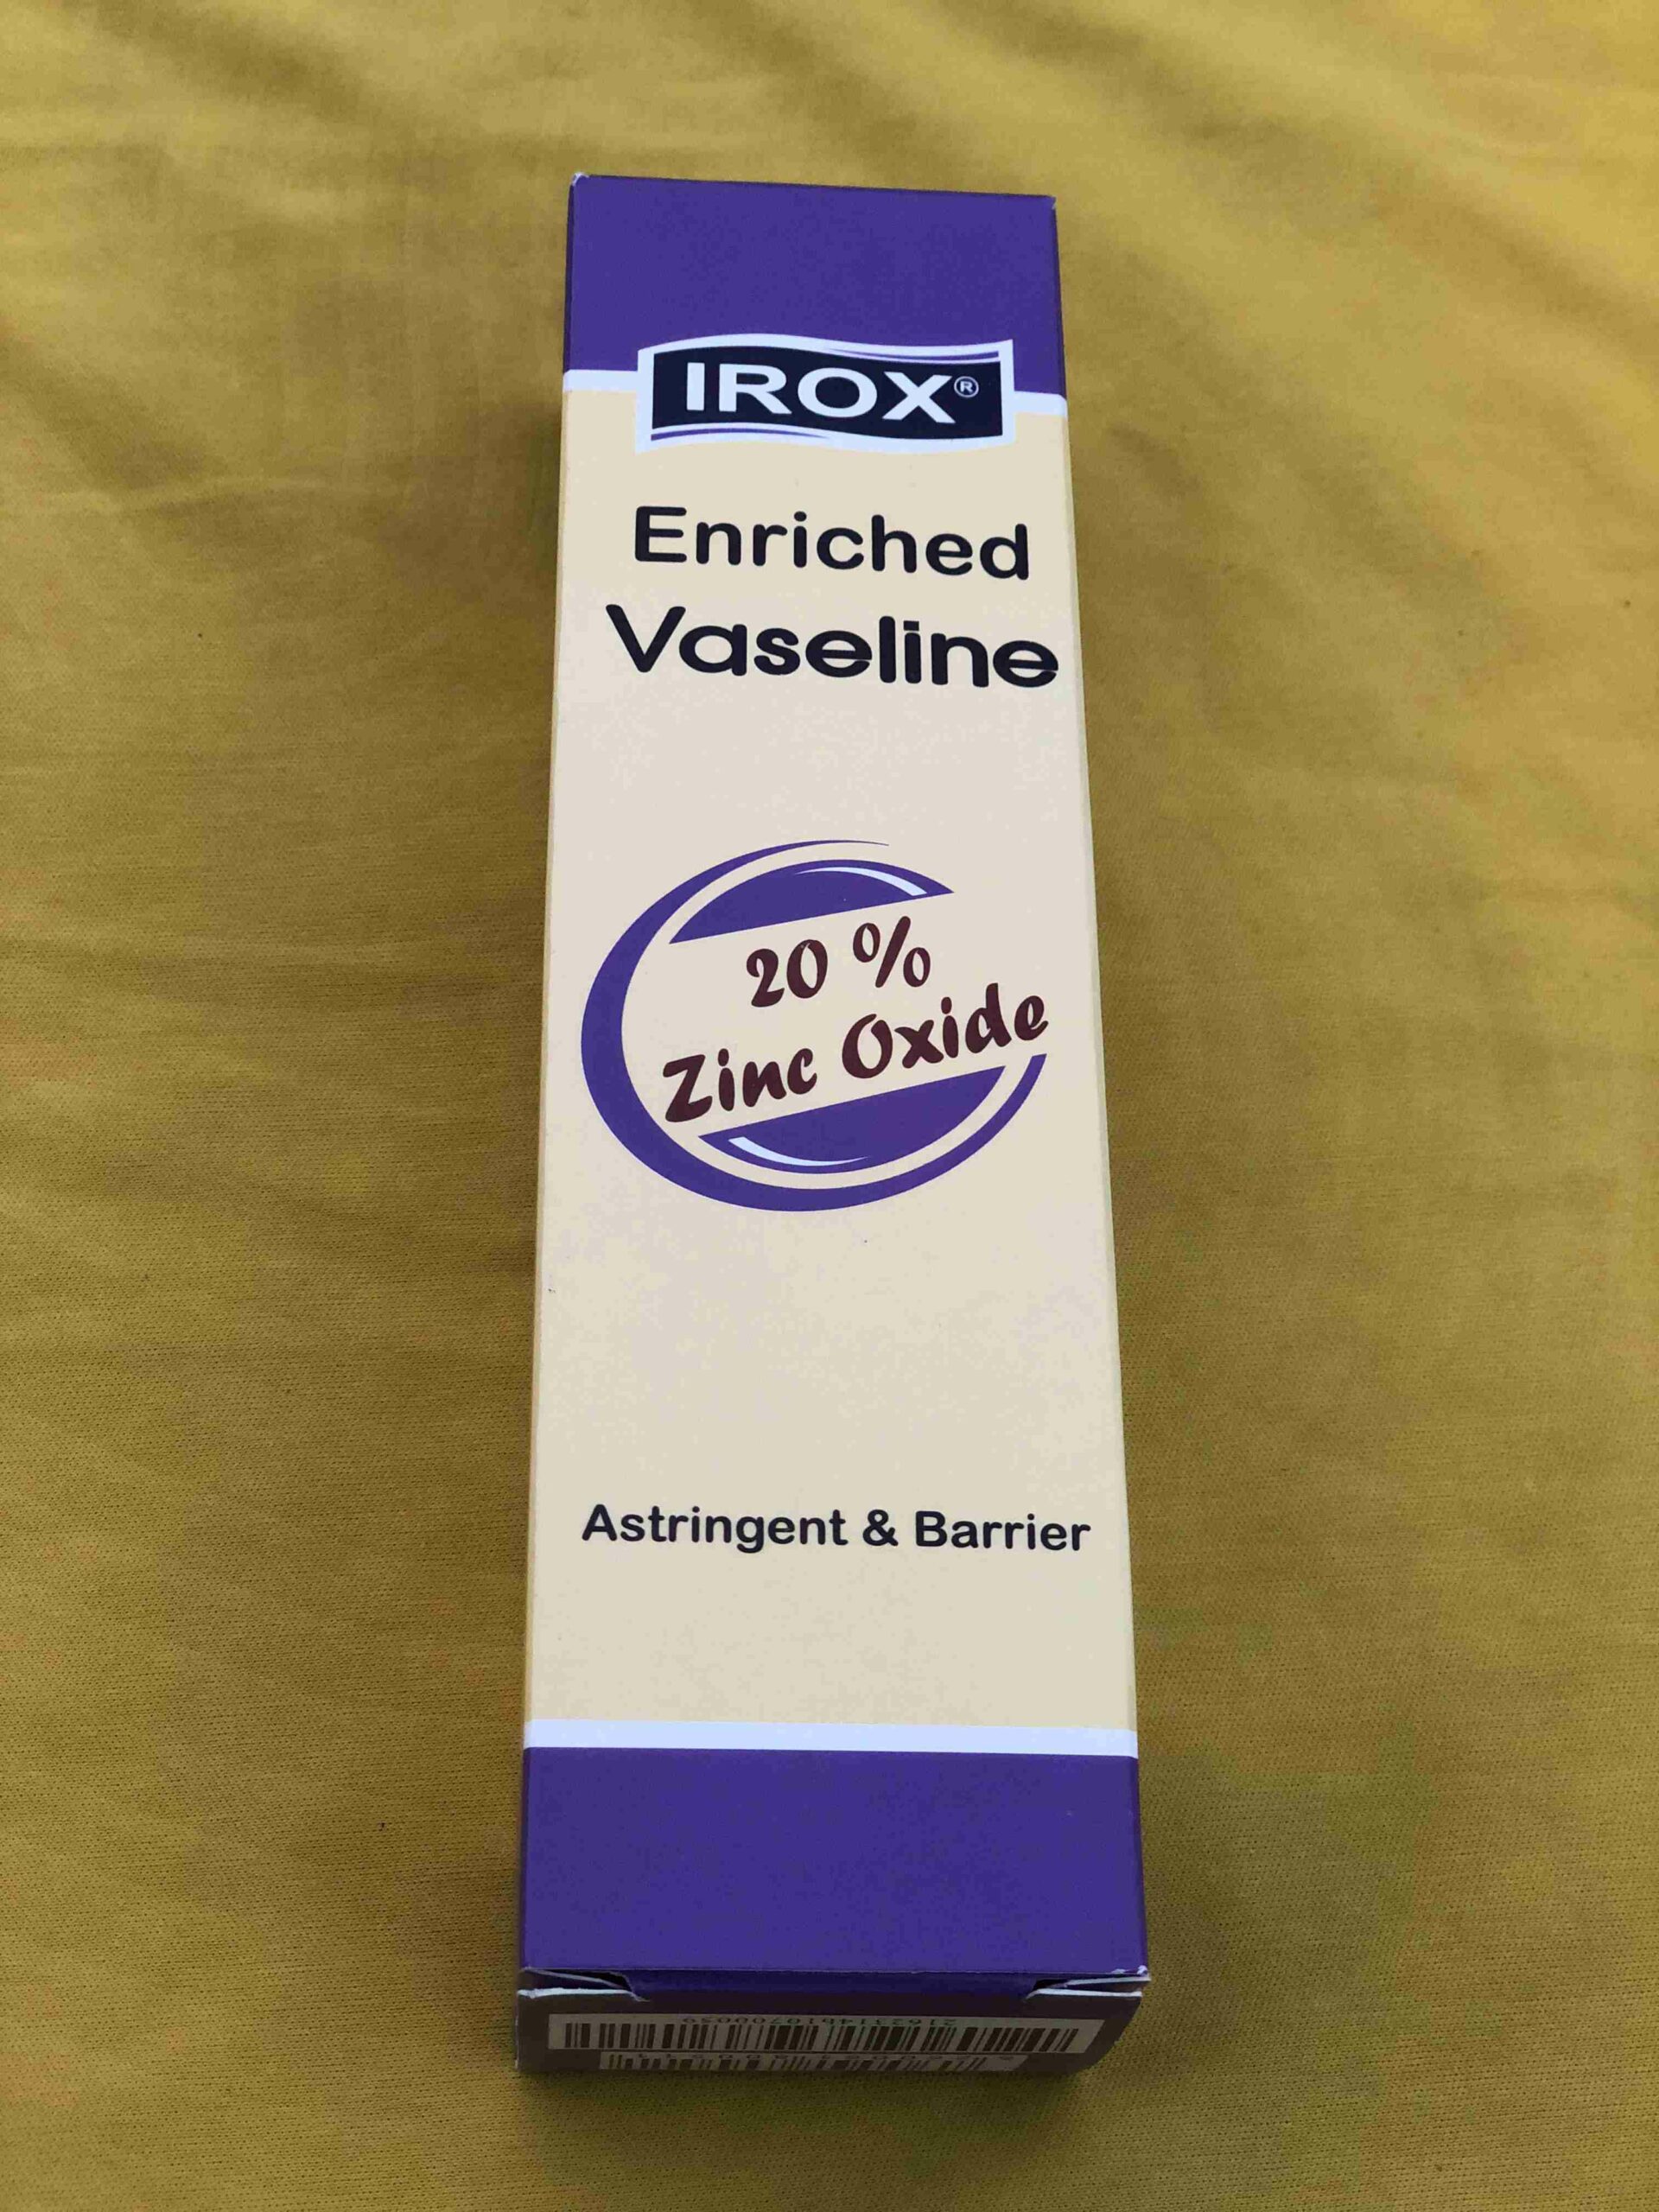 IROX®
Enriched
Vaseline
20 %
Zinc Oxide
Astringent & Barrier